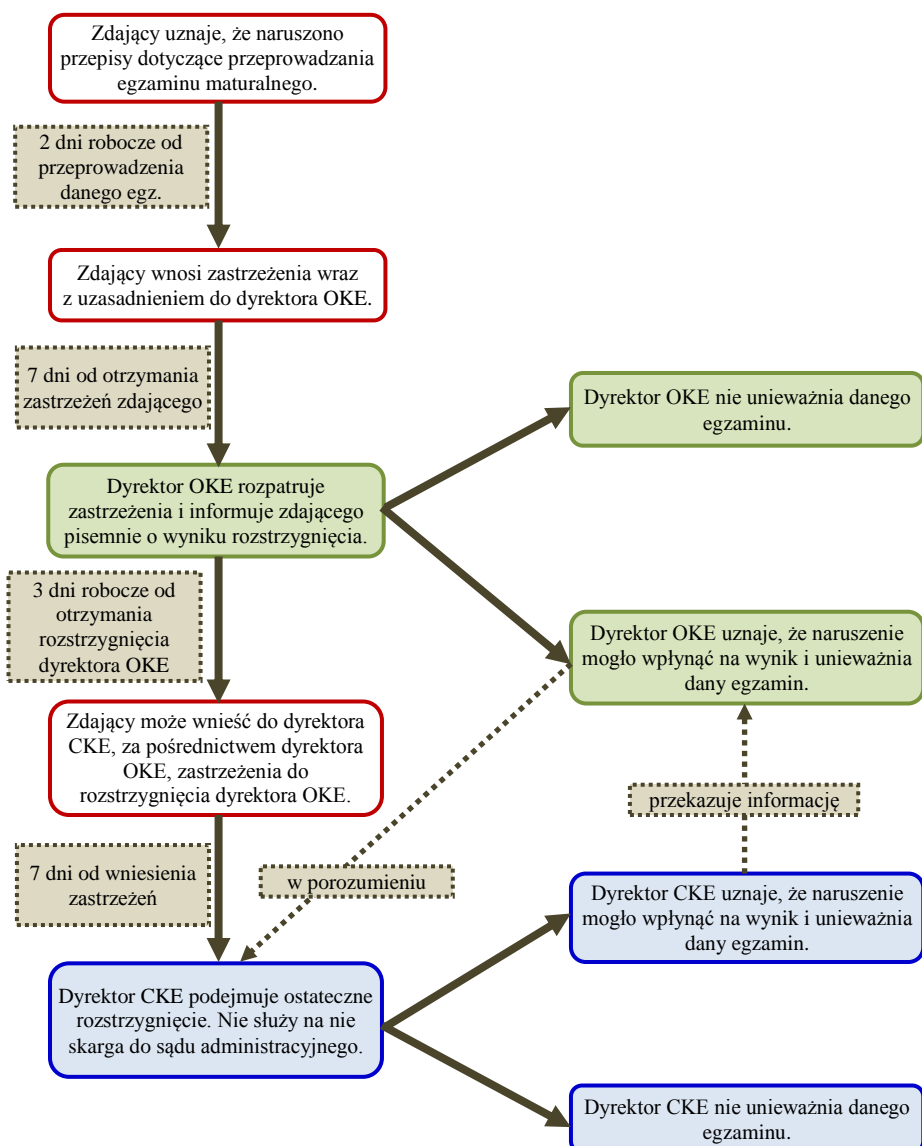 Zdający uznaje, że naruszono
przepisy dotyczące przeprowadzania
egzaminu maturalnego.
2 dni robocze od
przeprowadzenia
danego egz.
Zdający wnosi zastrzeżenia wraz
z uzasadnieniem do dyrektora OKE.
7 dni od otrzymania
zastrzeżeń zdającego
Dyrektor OKE nie unieważnia danego
egzaminu.
Dyrektor OKE rozpatruje
zastrzeżenia i informuje zdającego
pisemnie o wyniku rozstrzygnięcia.
3 dni robocze od
otrzymania
rozstrzygnięcia
dyrektora OKE
Dyrektor OKE uznaje, że naruszenie
mogło wpłynąć na wynik i unieważnia
dany egzamin.
Zdający może wnieść do dyrektora
CKE, za pośrednictwem dyrektora
OKE, zastrzeżenia do
rozstrzygnięcia dyrektora OKE.
przekazuje informację
7 dni od wniesienia
zastrzeżeń
w porozumieniu
Dyrektor CKE uznaje, że naruszenie
mogło wpłynąć na wynik i unieważnia
dany egzamin.
Dyrektor CKE podejmuje ostateczne
rozstrzygnięcie. Nie służy na nie
skarga do sądu administracyjnego.
Dyrektor CKE nie unieważnia danego
egzaminu.